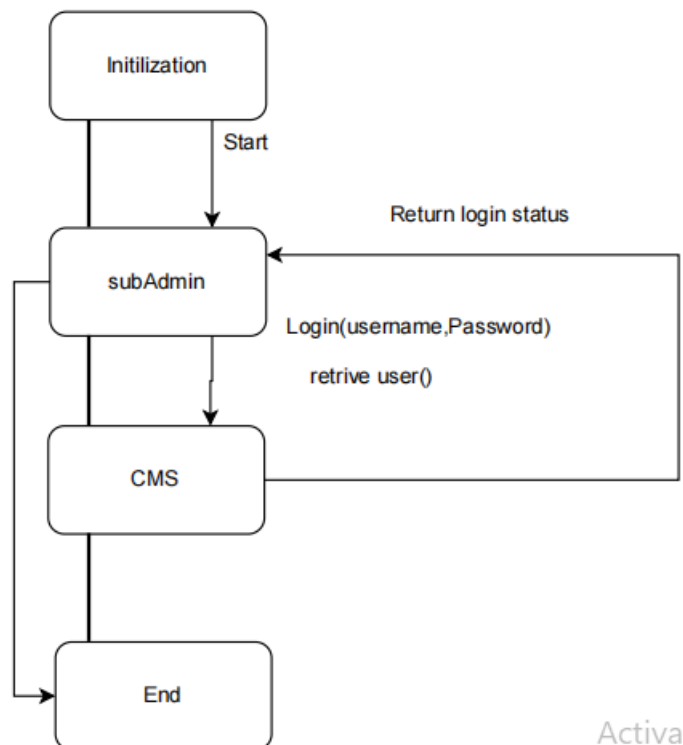 Initilization
Start
Return login status
subAdmin
Login(username,Password)
retrive user()
CMS
End
Activa